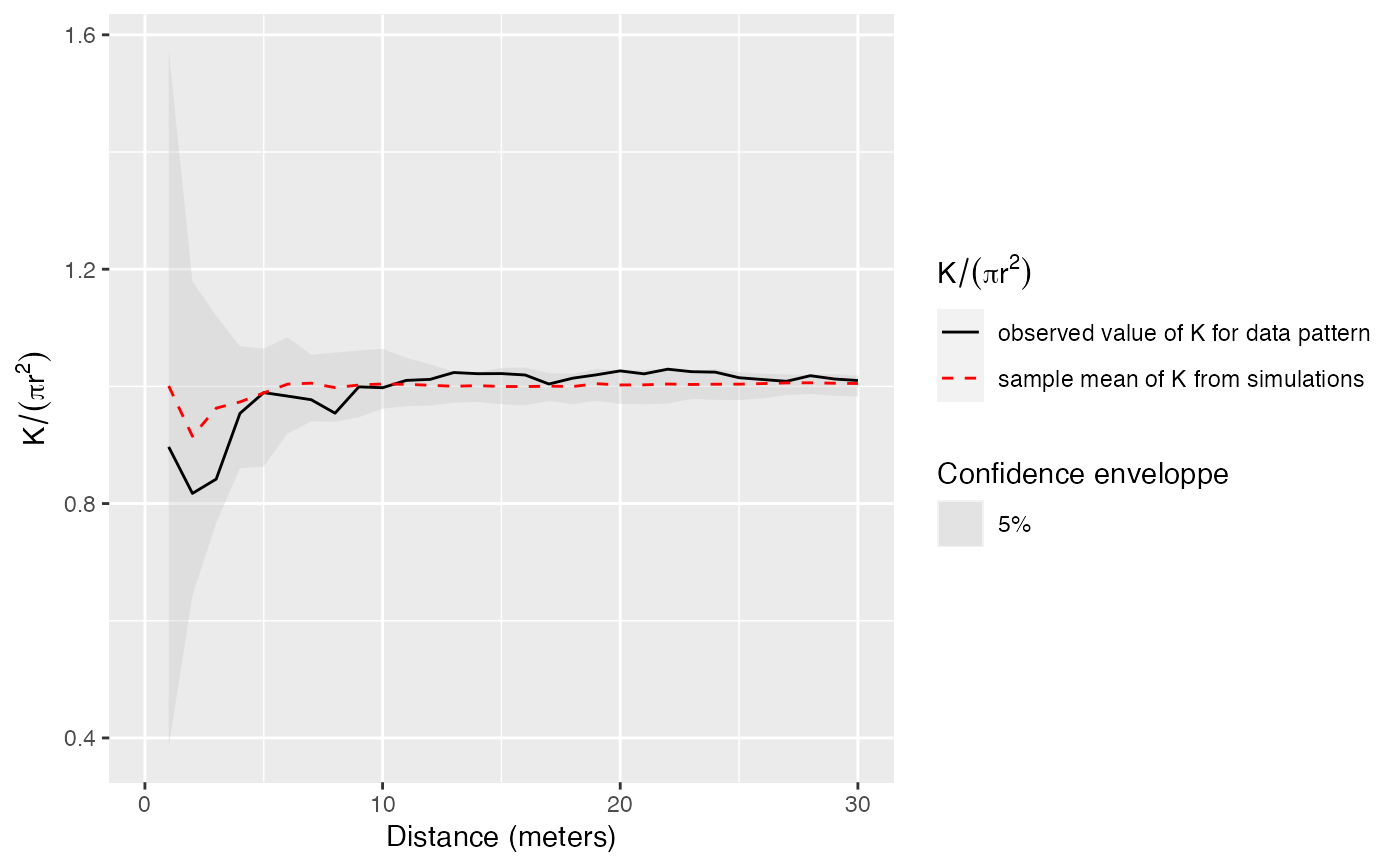 1.6
1.2
0.8
0.4
K/(πr²)
0
10
20
30
Distance (meters)
K/(πr²)
observed value of K for data pattern
sample mean of K from simulations
Confidence enveloppe
5%